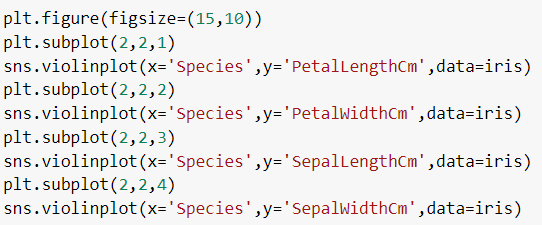 plt.figure(figsize=(15,10))
plt.subplot(2,2,1)
sns.violinplot(x='Species',y='PetalLengthCm',data=iris)
plt.subplot(2,2,2)
sns.violinplot(x='Species',y='PetalWidthCm',data=iris)
plt.subplot(2,2,3)
sns.violinplot(x='Species',y='SepalLengthCm',data=iris)
plt.subplot(2,2,4)
sns.violinplot(x='Species',y='SepalWidthCm',data=iris)